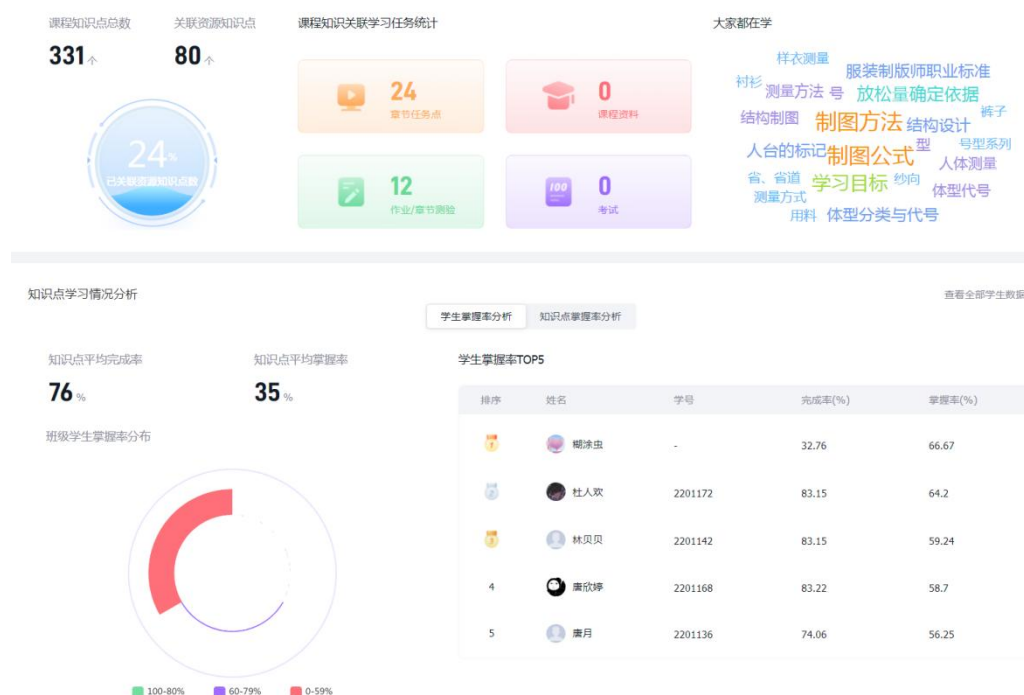 课程知识点总数
331 个
关联资源知识点
80 个
24%
已关联资源知识点数
课程知识关联学习任务统计
24
章节任务点
0
课程资料
12
作业/章节测验
100
0
考试
大家都在学
样衣测量
服装制版师职业标准
衬衫
测量方法
号
放松量确定依据
结构制图
制图方法
结构设计
裤子
人台的标记
制图公式
型
号型系列
人体测量
省、省道
学习目标
纱向
体型代号
测量方式
用料
体型分类与代号
知识点学习情况分析
查看全部学生数据
学生掌握率分析 知识点掌握率分析
知识点平均完成率
76 %
知识点平均掌握率
35 %
班级学生掌握率分布
100-80% 60-79% 0-59%
学生掌握率TOP5
排序 姓名 学号 完成率(%) 掌握率(%)
糊涂虫 - 32.76 66.67
杜人欢 2201172 83.15 64.2
林贝贝 2201142 83.15 59.24
4 唐欣婷 2201168 83.22 58.7
5 唐月 2201136 74.06 56.25